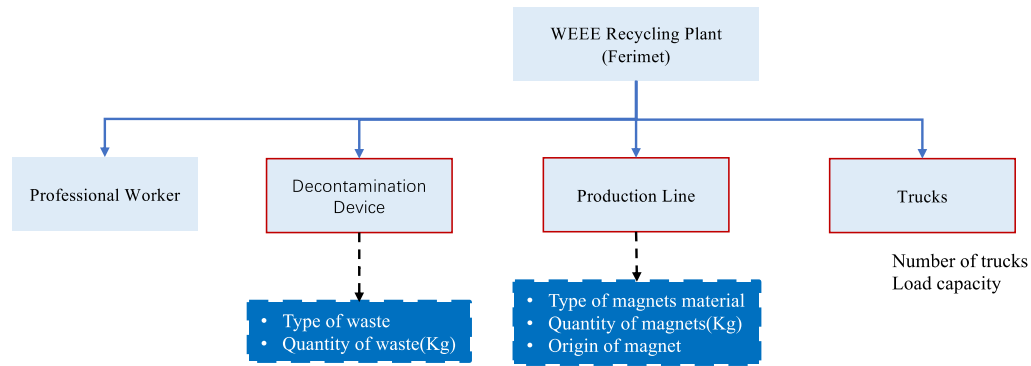 WEEE Recycling Plant
(Ferimet)
Professional Worker
Decontamination
Device
Production Line
Trucks
Number of trucks
Load capacity
• Type of waste
• Quantity of waste(Kg)
• Type of magnets material
• Quantity of magnets(Kg)
• Origin of magnet